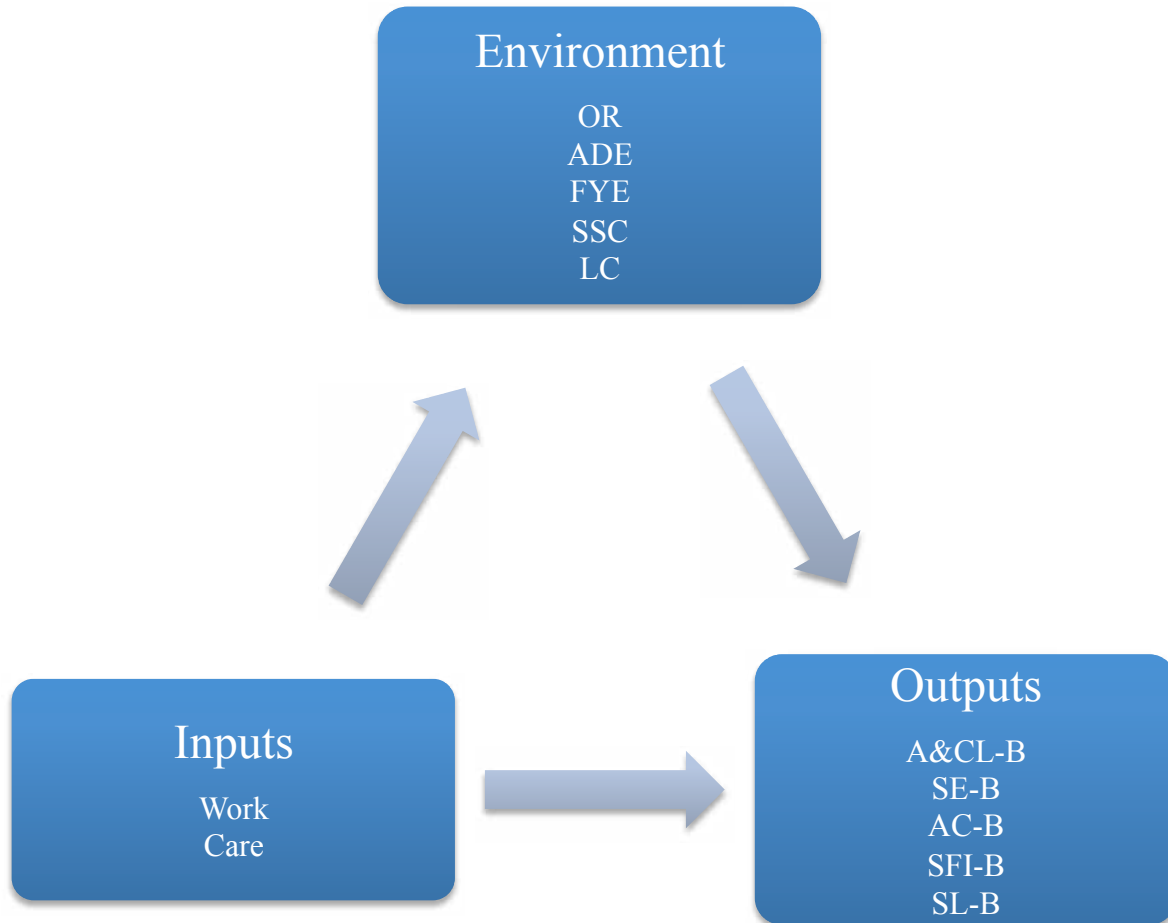 Environment
OR
ADE
FYE
SSC
LC
Inputs
Work
Care
Outputs
A&CL-B
SE-B
AC-B
SFI-B
SL-B